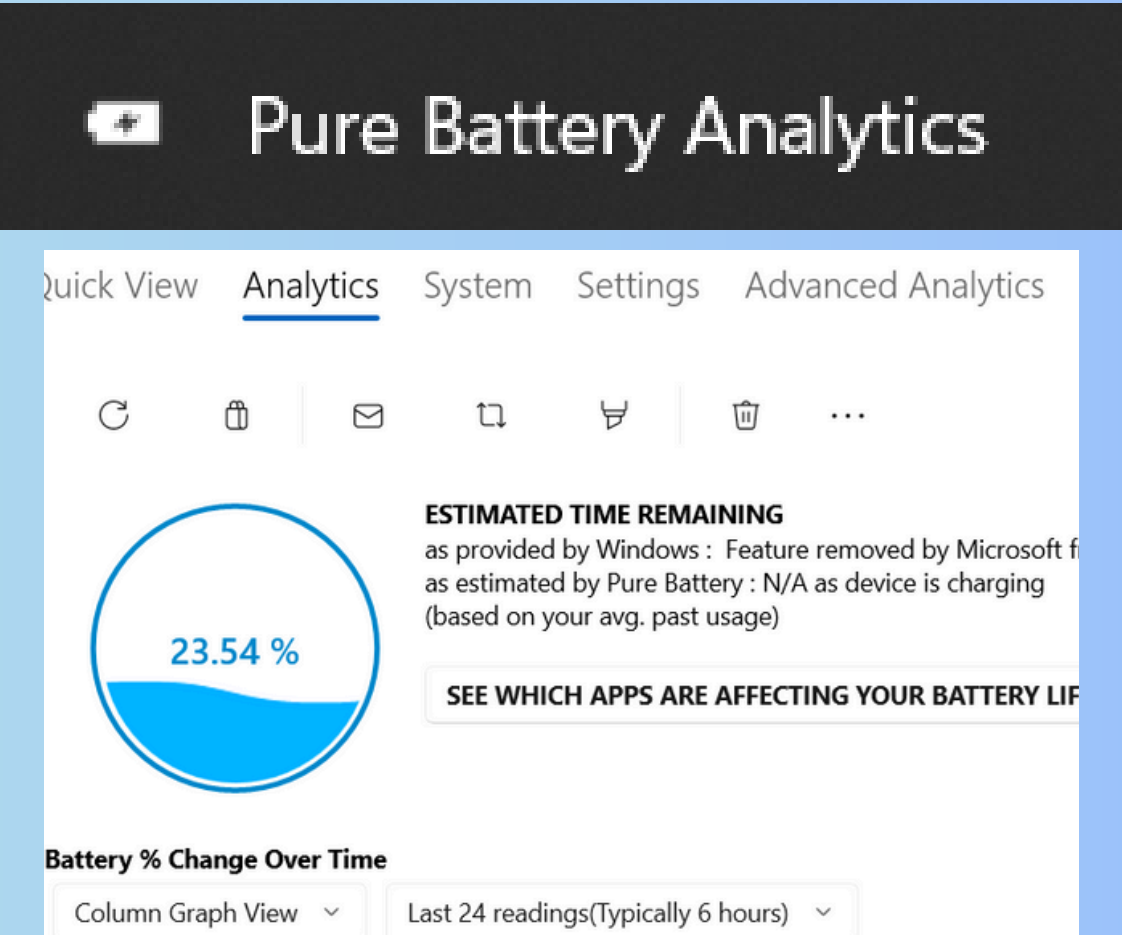 Pure Battery Analytics
Quick View Analytics System Settings Advanced Analytics
ESTIMATED TIME REMAINING
as provided by Windows : Feature removed by Microsoft
as estimated by Pure Battery : N/A as device is charging
(based on your avg. past usage)
23.54 %
SEE WHICH APPS ARE AFFECTING YOUR BATTERY
Battery % Change Over Time
Column Graph View Last 24 readings(Typically 6 hours)